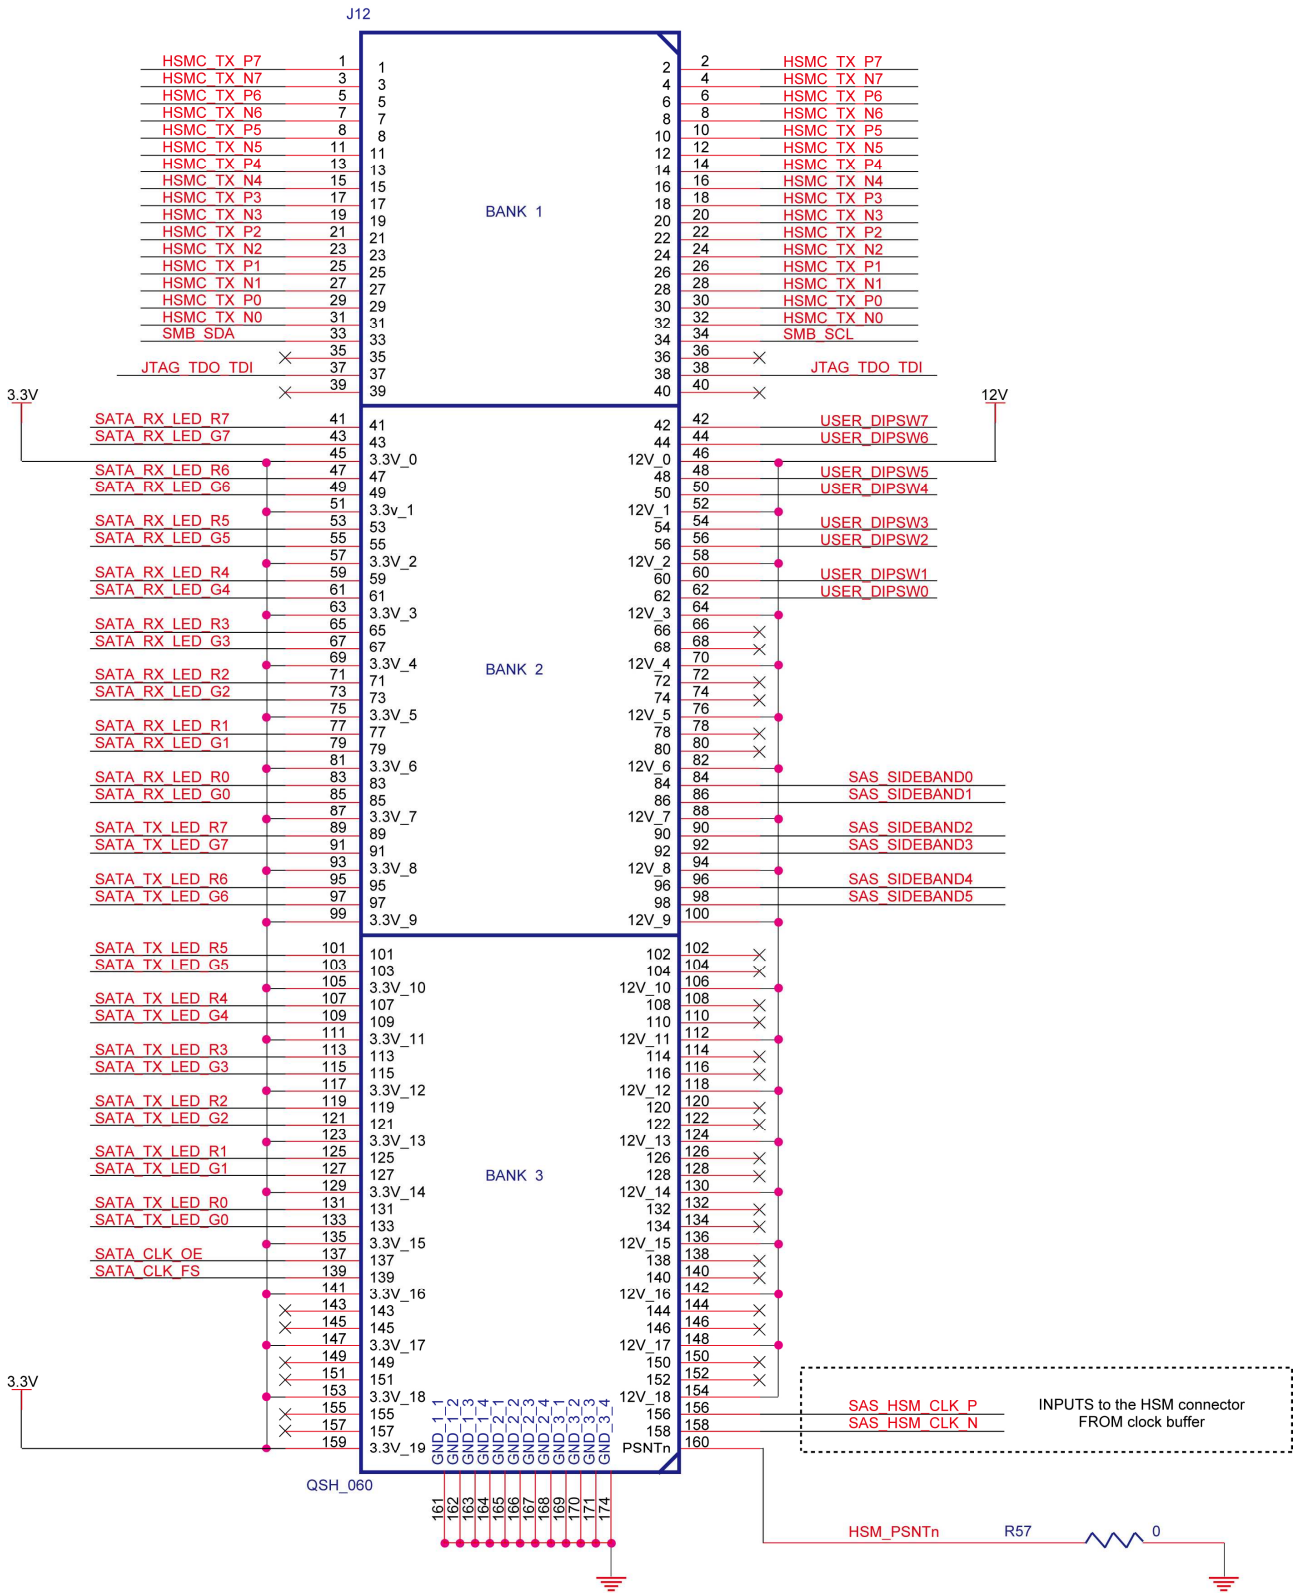 J12
HSMC_TX_P7 1 1 2 2 HSMC_TX_P7
HSMC_TX_N7 3 3 4 4 HSMC_TX_N7
HSMC_TX_P6 5 5 6 6 HSMC_TX_P6
HSMC_TX_N6 7 7 8 8 HSMC_TX_N6
HSMC_TX_P5 8 8 10 10 HSMC_TX_P5
HSMC_TX_N5 11 11 12 12 HSMC_TX_N5
HSMC_TX_P4 13 13 14 14 HSMC_TX_P4
HSMC_TX_N4 15 15 16 16 HSMC_TX_N4
HSMC_TX_P3 17 17 18 18 HSMC_TX_P3
BANK 1
HSMC_TX_N3 19 19 20 20 HSMC_TX_N3
HSMC_TX_P2 21 21 22 22 HSMC_TX_P2
HSMC_TX_N2 23 23 24 24 HSMC_TX_N2
HSMC_TX_P1 25 25 26 26 HSMC_TX_P1
HSMC_TX_N1 27 27 28 28 HSMC_TX_N1
HSMC_TX_P0 29 29 30 30 HSMC_TX_P0
HSMC_TX_N0 31 31 32 32 HSMC_TX_N0
SMB_SDA 33 33 34 34 SMB_SCL
35 35 36 36
JTAG_TDO_TDI 37 37 38 38 JTAG_TDO_TDI
39 39 40 40
3.3V 12V
SATA_RX_LED_R7 41 41 42 42 USER_DIPSW7
SATA_RX_LED_G7 43 43 44 44 USER_DIPSW6
45 3.3V_0 12V_0 46
SATA_RX_LED_R6 47 47 48 48 USER_DIPSW5
SATA_RX_LED_G6 49 49 50 50 USER_DIPSW4
51 3.3v_1 12V_1 52
SATA_RX_LED_R5 53 53 54 54 USER_DIPSW3
SATA_RX_LED_G5 55 55 56 56 USER_DIPSW2
57 3.3V_2 12V_2 58
SATA_RX_LED_R4 59 59 60 60 USER_DIPSW1
SATA_RX_LED_G4 61 61 62 62 USER_DIPSW0
63 3.3V_3 12V_3 64
SATA_RX_LED_R3 65 65 66 66
SATA_RX_LED_G3 67 67 68 68
69 3.3V_4 12V_4 70
BANK 2
SATA_RX_LED_R2 71 71 72 72
SATA_RX_LED_G2 73 73 74 74
75 3.3V_5 12V_5 76
SATA_RX_LED_R1 77 77 78 78
SATA_RX_LED_G1 79 79 80 80
81 3.3V_6 12V_6 82
SATA_RX_LED_R0 83 83 84 84 SAS_SIDEBAND0
SATA_RX_LED_G0 85 85 86 86 SAS_SIDEBAND1
87 3.3V_7 12V_7 88
SATA_TX_LED_R7 89 89 90 90 SAS_SIDEBAND2
SATA_TX_LED_G7 91 91 92 92 SAS_SIDEBAND3
93 3.3V_8 12V_8 94
SATA_TX_LED_R6 95 95 96 96 SAS_SIDEBAND4
SATA_TX_LED_G6 97 97 98 98 SAS_SIDEBAND5
99 3.3V_9 12V_9 100
SATA_TX_LED_R5 101 101 102 102
SATA_TX_LED_G5 103 103 104 104
105 3.3V_10 12V_10 106
SATA_TX_LED_R4 107 107 108 108
SATA_TX_LED_G4 109 109 110 110
111 3.3V_11 12V_11 112
SATA_TX_LED_R3 113 113 114 114
SATA_TX_LED_G3 115 115 116 116
117 3.3V_12 12V_12 118
SATA_TX_LED_R2 119 119 120 120
SATA_TX_LED_G2 121 121 122 122
123 3.3V_13 12V_13 124
SATA_TX_LED_R1 125 125 126 126
SATA_TX_LED_G1 127 127 128 128
BANK 3
129 3.3V_14 12V_14 130
SATA_TX_LED_R0 131 131 132 132
SATA_TX_LED_G0 133 133 134 134
135 3.3V_15 12V_15 136
SATA_CLK_OE 137 137 138 138
SATA_CLK_FS 139 139 140 140
141 3.3V_16 12V_16 142
143 143 144 144
145 145 146 146
147 3.3V_17 12V_17 148
149 149 150 150
151 151 152 152
3.3V
153 3.3V_18 12V_18 154
155 155 156 156 SAS_HSM_CLK_P
157 157 158 158 SAS_HSM_CLK_N
159 3.3V_19 PSNTn 160
INPUTS to the HSM connector
FROM clock buffer
GND_1_1 GND_1_2 GND_1_3 GND_1_4 GND_2_1 GND_2_2 GND_2_3 GND_2_4 GND_3_1 GND_3_2 GND_3_3 GND_3_4
QSH_060
161 162 163 164 165 166 167 168 169 170 171 174
HSM_PSNTn R57 0